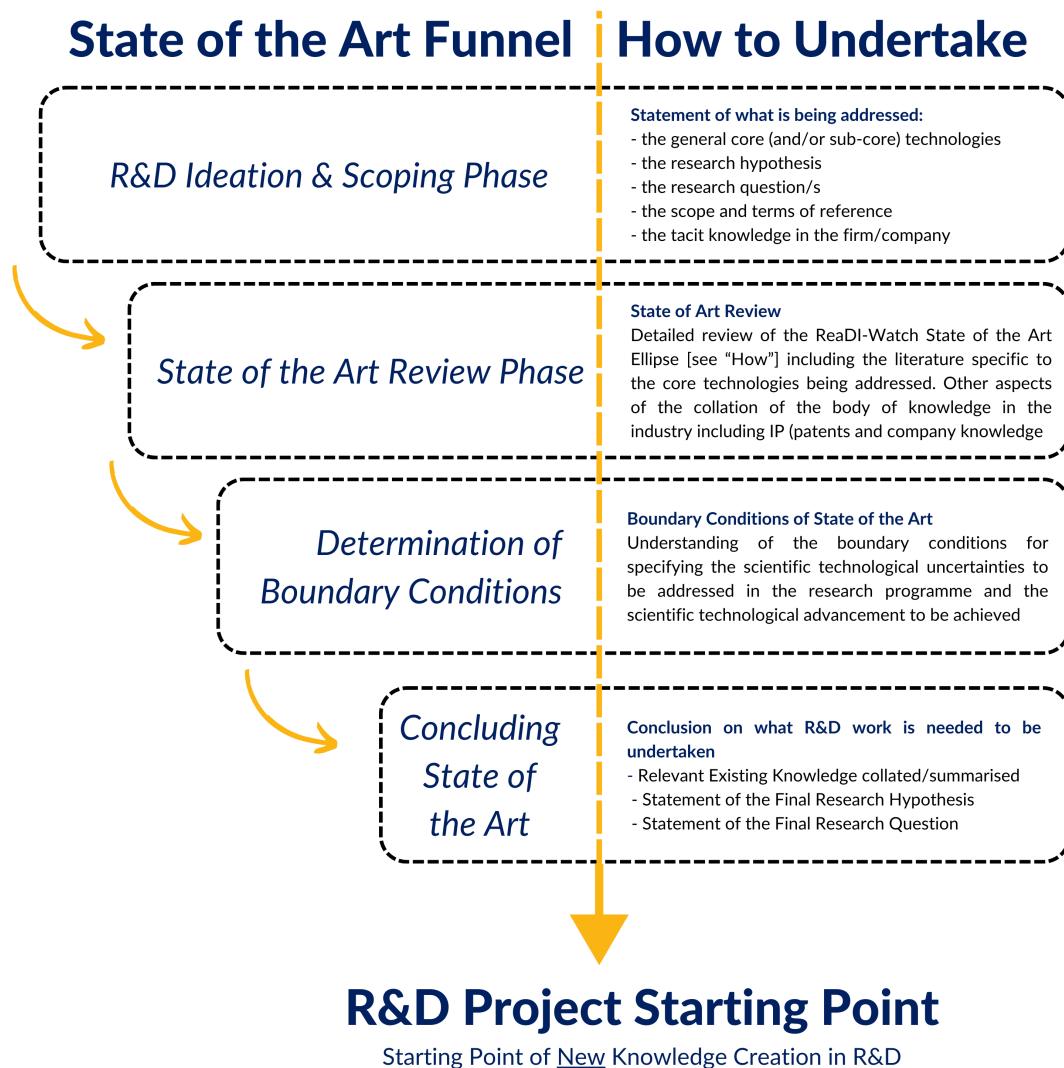 State of the Art Funnel
How to Undertake
R&D Ideation & Scoping Phase
Statement of what is being addressed:
- the general core (and/or sub-core) technologies
- the research hypothesis
- the research question/s
- the scope and terms of reference
- the tacit knowledge in the firm/company
State of the Art Review Phase
State of Art Review
Detailed review of the ReaDI-Watch State of the Art
Ellipse [see “How”] including the literature specific to
the core technologies being addressed. Other aspects
of the collation of the body of knowledge in the
industry including IP (patents and company knowledge
Determination of
Boundary Conditions
Boundary Conditions of State of the Art
Understanding of the boundary conditions for
specifying the scientific technological uncertainties to
be addressed in the research programme and the
scientific technological advancement to be achieved
Concluding
State of
the Art
Conclusion on what R&D work is needed to be
undertaken
- Relevant Existing Knowledge collated/summarised
- Statement of the Final Research Hypothesis
- Statement of the Final Research Question
R&D Project Starting Point
Starting Point of New Knowledge Creation in R&D